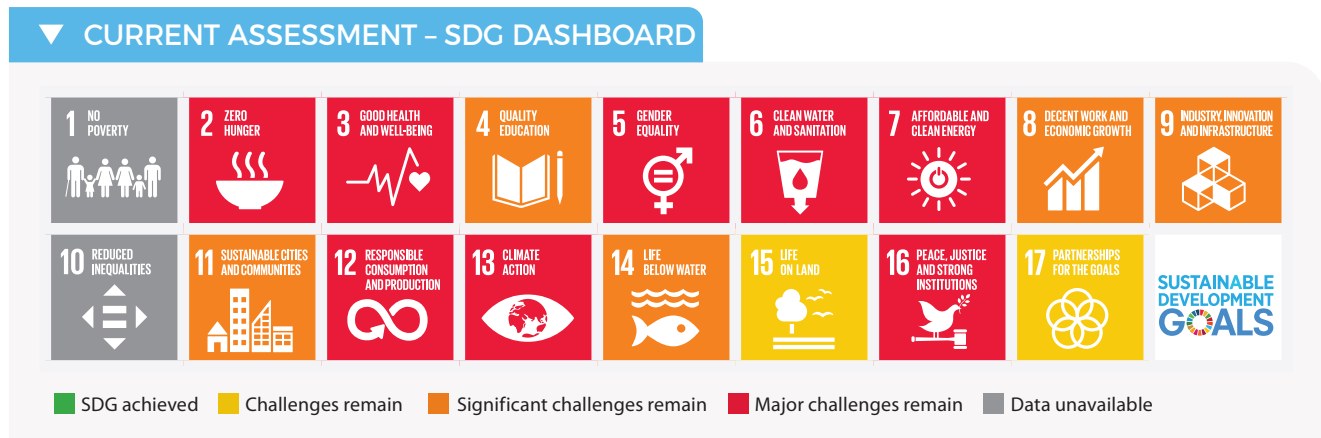 CURRENT ASSESSMENT – SDG DASHBOARD
1 NO
POVERTY
2 ZERO
HUNGER
3 GOOD HEALTH
AND WELL-BEING
4 QUALITY
EDUCATION
5 GENDER
EQUALITY
6 CLEAN WATER
AND SANITATION
7 AFFORDABLE AND
CLEAN ENERGY
8 DECENT WORK AND
ECONOMIC GROWTH
9 INDUSTRY, INNOVATION
AND INFRASTRUCTURE
10 REDUCED
INEQUALITIES
11 SUSTAINABLE CITIES
AND COMMUNITIES
12 RESPONSIBLE
CONSUMPTION
AND PRODUCTION
13 CLIMATE
ACTION
14 LIFE
BELOW WATER
15 LIFE
ON LAND
16 PEACE, JUSTICE
AND STRONG
INSTITUTIONS
17 PARTNERSHIPS
FOR THE GOALS
SUSTAINABLE
DEVELOPMENT
GOALS
SDG achieved
Challenges remain
Significant challenges remain
Major challenges remain
Data unavailable